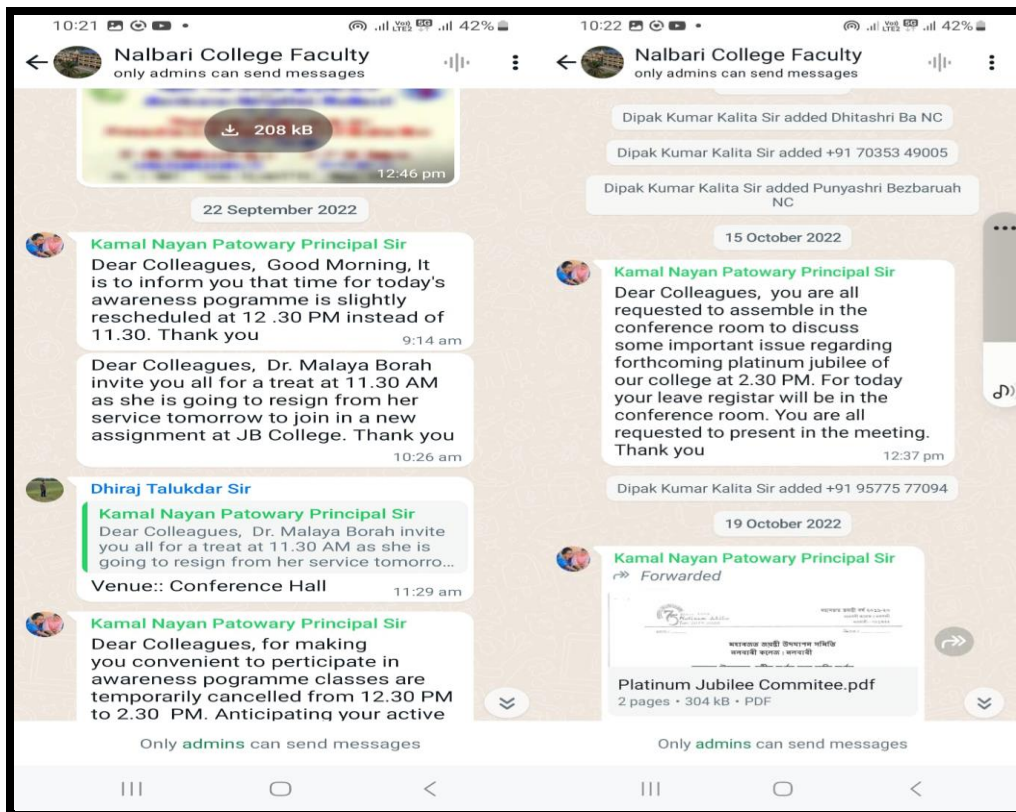 10:21
42%
Nalbari College Faculty
only admins can send messages
208 kB
12:46 pm
22 September 2022
Kamal Nayan Patowary Principal Sir
Dear Colleagues, Good Morning, It
is to inform you that time for today's
awareness pogramme is slightly
rescheduled at 12 .30 PM instead of
11.30. Thank you
9:14 am
Dear Colleagues, Dr. Malaya Borah
invite you all for a treat at 11.30 AM
as she is going to resign from her
service tomorrow to join in a new
assignment at JB College. Thank you
10:26 am
Dhiraj Talukdar Sir
Kamal Nayan Patowary Principal Sir
Dear Colleagues, Dr. Malaya Borah invite
you all for a treat at 11.30 AM as she is
going to resign from her service tomorro...
Venue:: Conference Hall
11:29 am
Kamal Nayan Patowary Principal Sir
Dear Colleagues, for making
you convenient to perticipate in
awareness pogramme classes are
temporarily cancelled from 12.30 PM
to 2.30 PM. Anticipating your active
Only admins can send messages
10:22
42%
Nalbari College Faculty
only admins can send messages
Dipak Kumar Kalita Sir added Dhitashri Ba NC
Dipak Kumar Kalita Sir added +91 70353 49005
Dipak Kumar Kalita Sir added Punyashri Bezbaruah
NC
15 October 2022
Kamal Nayan Patowary Principal Sir
Dear Colleagues, you are all
requested to assemble in the
conference room to discuss
some important issue regarding
forthcoming platinum jubilee of
our college at 2.30 PM. For today
your leave registar will be in the
conference room. You are all
requested to present in the meeting.
Thank you
12:37 pm
Dipak Kumar Kalita Sir added +91 95775 77094
19 October 2022
Kamal Nayan Patowary Principal Sir
Forwarded
Platinum Jubilee Commitee.pdf
2 pages • 304 kB • PDF
Only admins can send messages